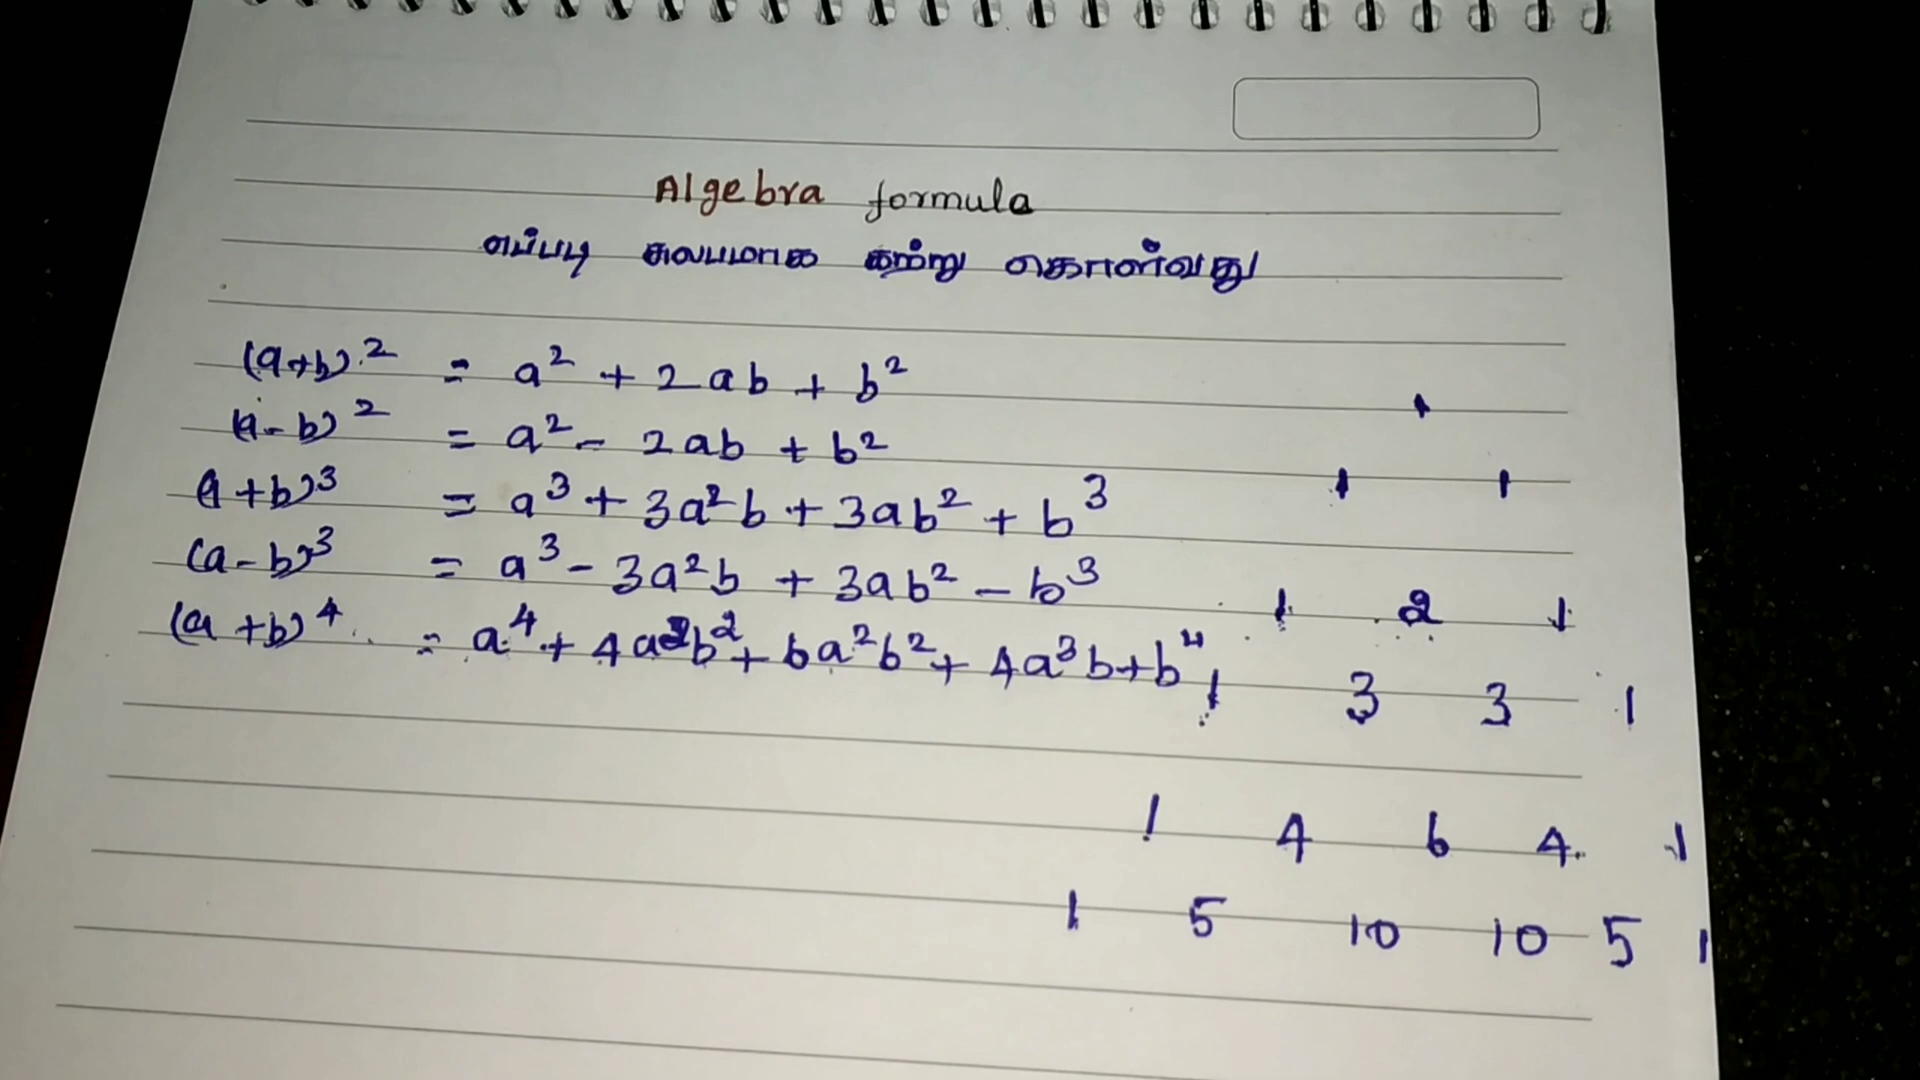 Algebra formula
எப்படி சுலபமாக கற்று கொள்வது
(a+b)² = a² + 2ab + b²
(a-b)² = a² - 2ab + b²
(a+b)³ = a³ + 3a²b + 3ab² + b³
(a-b)³ = a³ - 3a²b + 3ab² - b³
(a+b)⁴ = a⁴ + 4a³b² + 6a²b² + 4a³b + b⁴
1
1 1
1 2 1
1 3 3 1
1 4 6 4 1
1 5 10 10 5 1